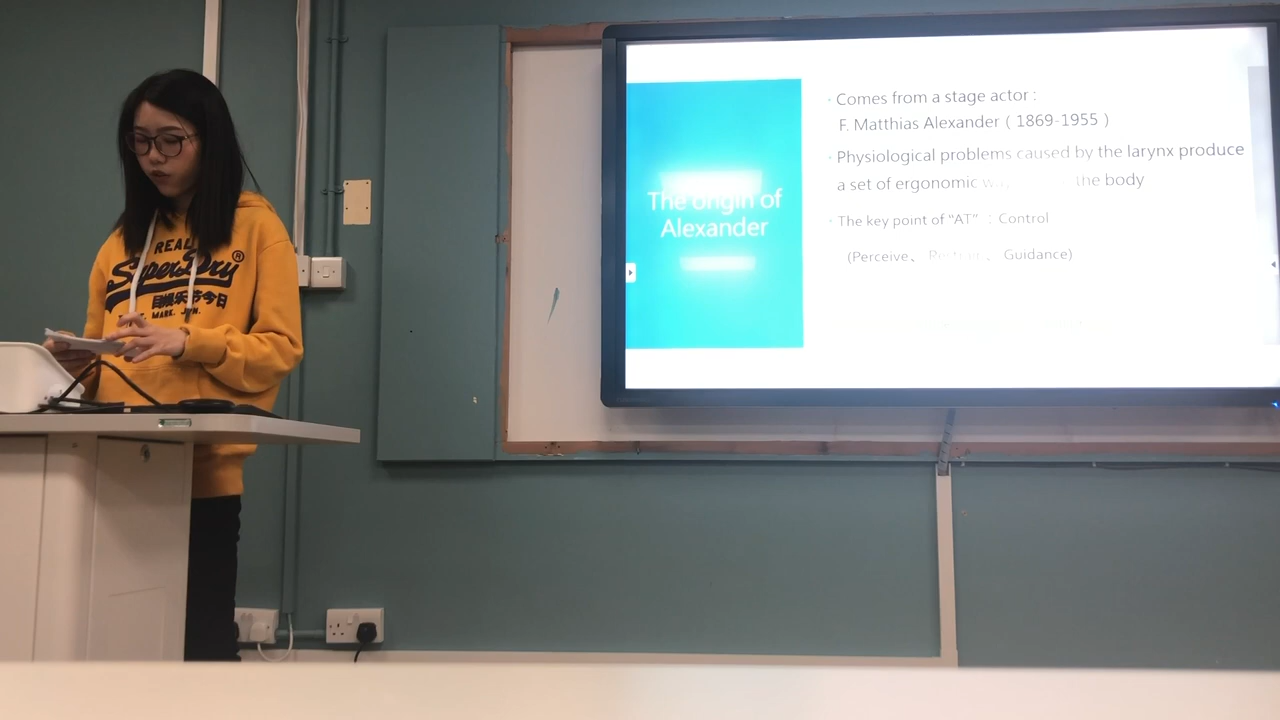 REAL
SuperDry®
The origin of
Alexander
Comes from a stage actor :
F. Matthias Alexander ( 1869-1955 )
Physiological problems caused by the larynx produce
a set of ergonomic the body
The key point of "AT" : Control
(Perceive、 Guidance)